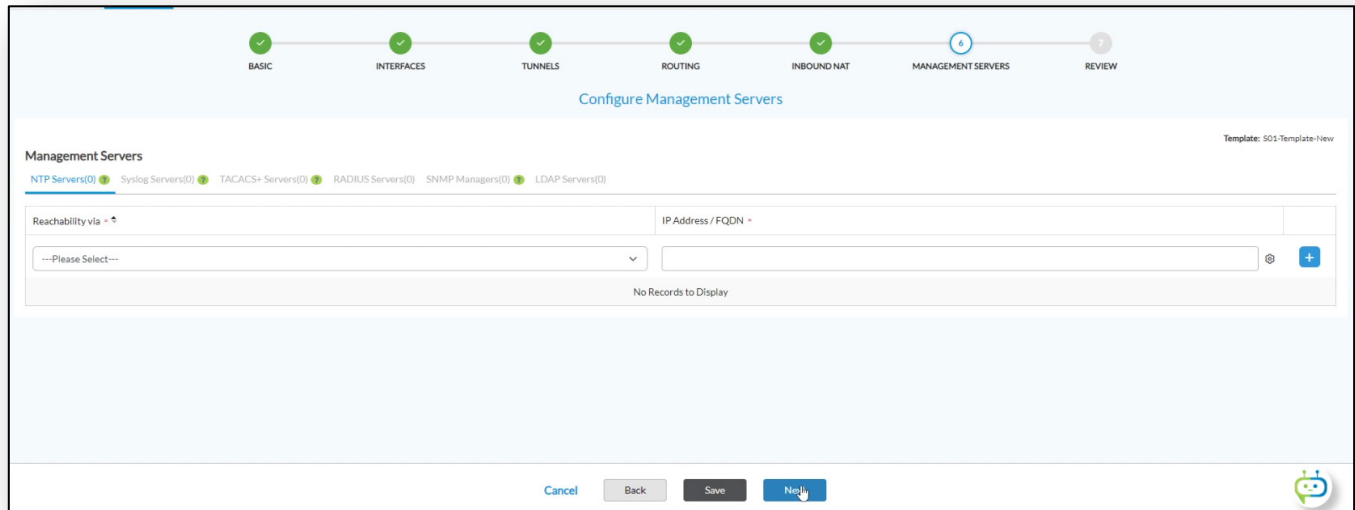 6
7
BASIC INTERFACES TUNNELS ROUTING INBOUND NAT MANAGEMENT SERVERS REVIEW
Configure Management Servers
Template: S01-Template-New
Management Servers
NTP Servers(0) ? Syslog Servers(0) ? TACACS+ Servers(0) ? RADIUS Servers(0) SNMP Managers(0) ? LDAP Servers(0)
Reachability via * IP Address / FQDN *
---Please Select---
+
No Records to Display
Cancel Back Save